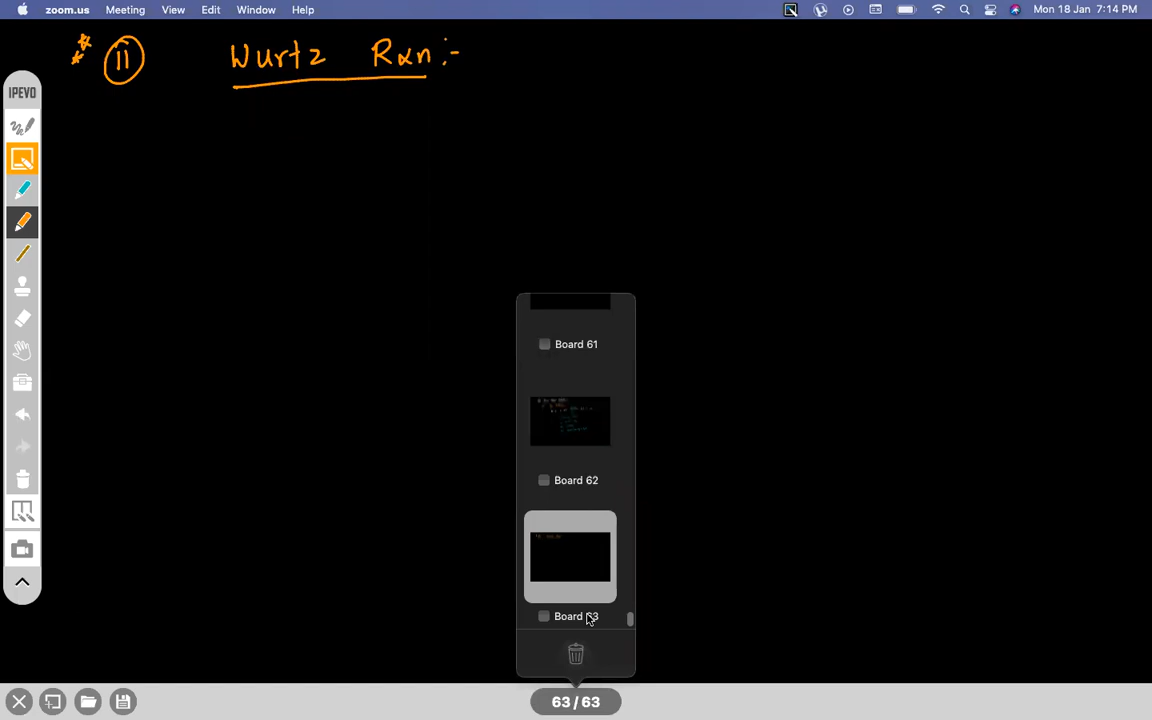 zoom.us Meeting View Edit Window Help Mon 18 Jan 7:14 PM
** 11 Wurtz Rxn :-
IPEVO
Board 61
Board 62
Board 63
63 / 63